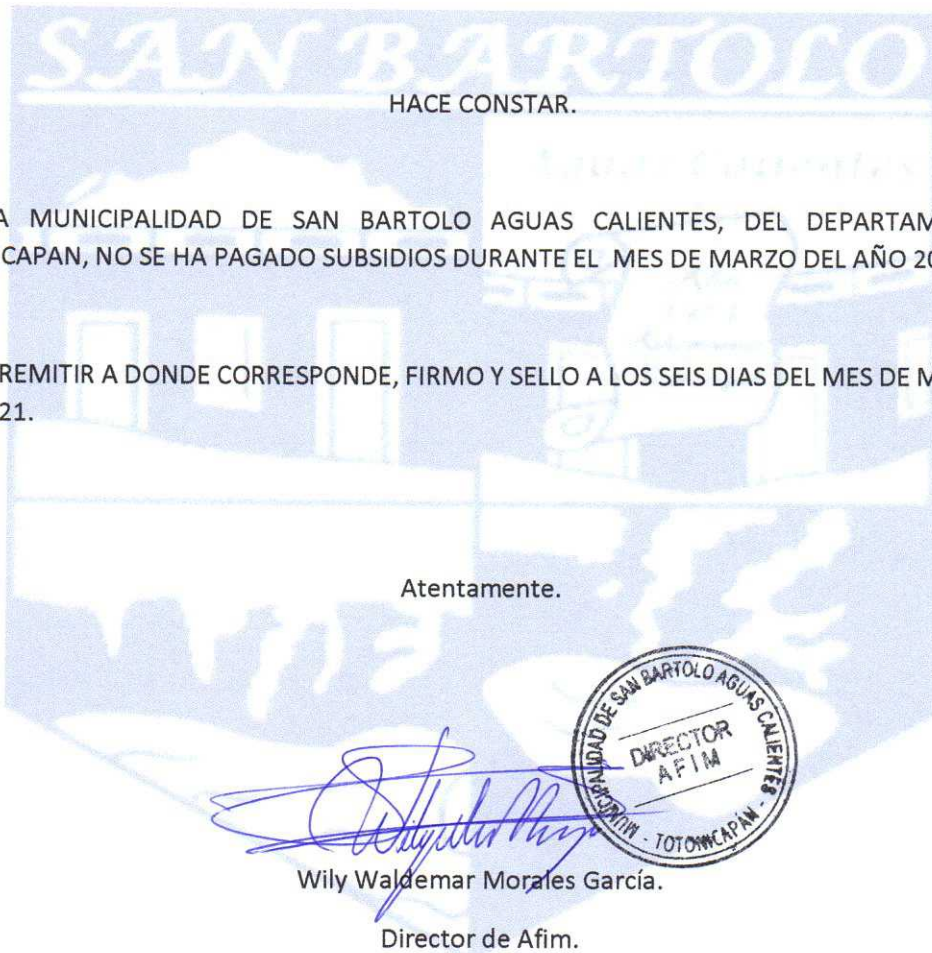 SAN BARTOLO
HACE CONSTAR.
Aguas Calientes
A MUNICIPALIDAD DE SAN BARTOLO AGUAS CALIENTES, DEL DEPARTAM
CAPAN, NO SE HA PAGADO SUBSIDIOS DURANTE EL MES DE MARZO DEL AÑO 20
REMITIR A DONDE CORRESPONDE, FIRMO Y SELLO A LOS SEIS DIAS DEL MES DE M
21.
Atentamente.
MUNICIPALIDAD DE SAN BARTOLO AGUAS CALIENTES
DIRECTOR
AFIM
- TOTONICAPÁN -
Wily Waldemar Morales García.
Director de Afim.